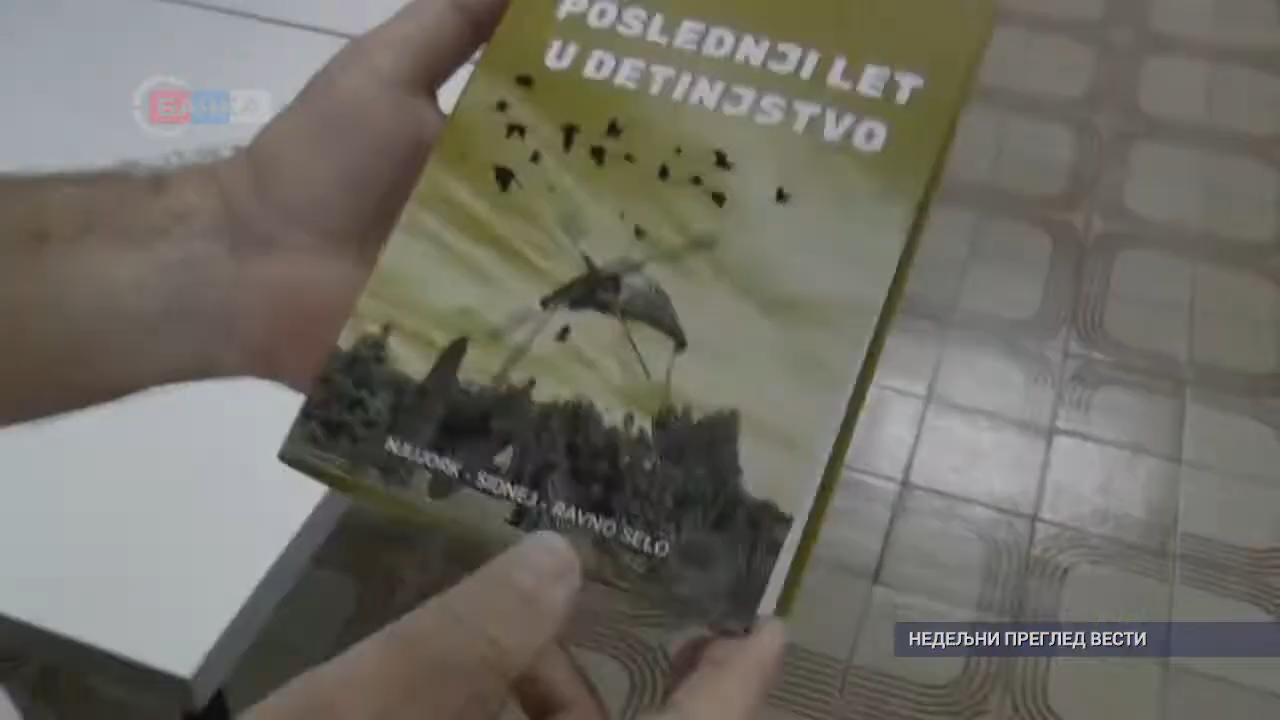 POSLEDNJI LET
U DETINJSTVO
NJUJORK - SIDNEJ - RAVNO SELO
НЕДЕЉНИ ПРЕГЛЕД ВЕСТИ